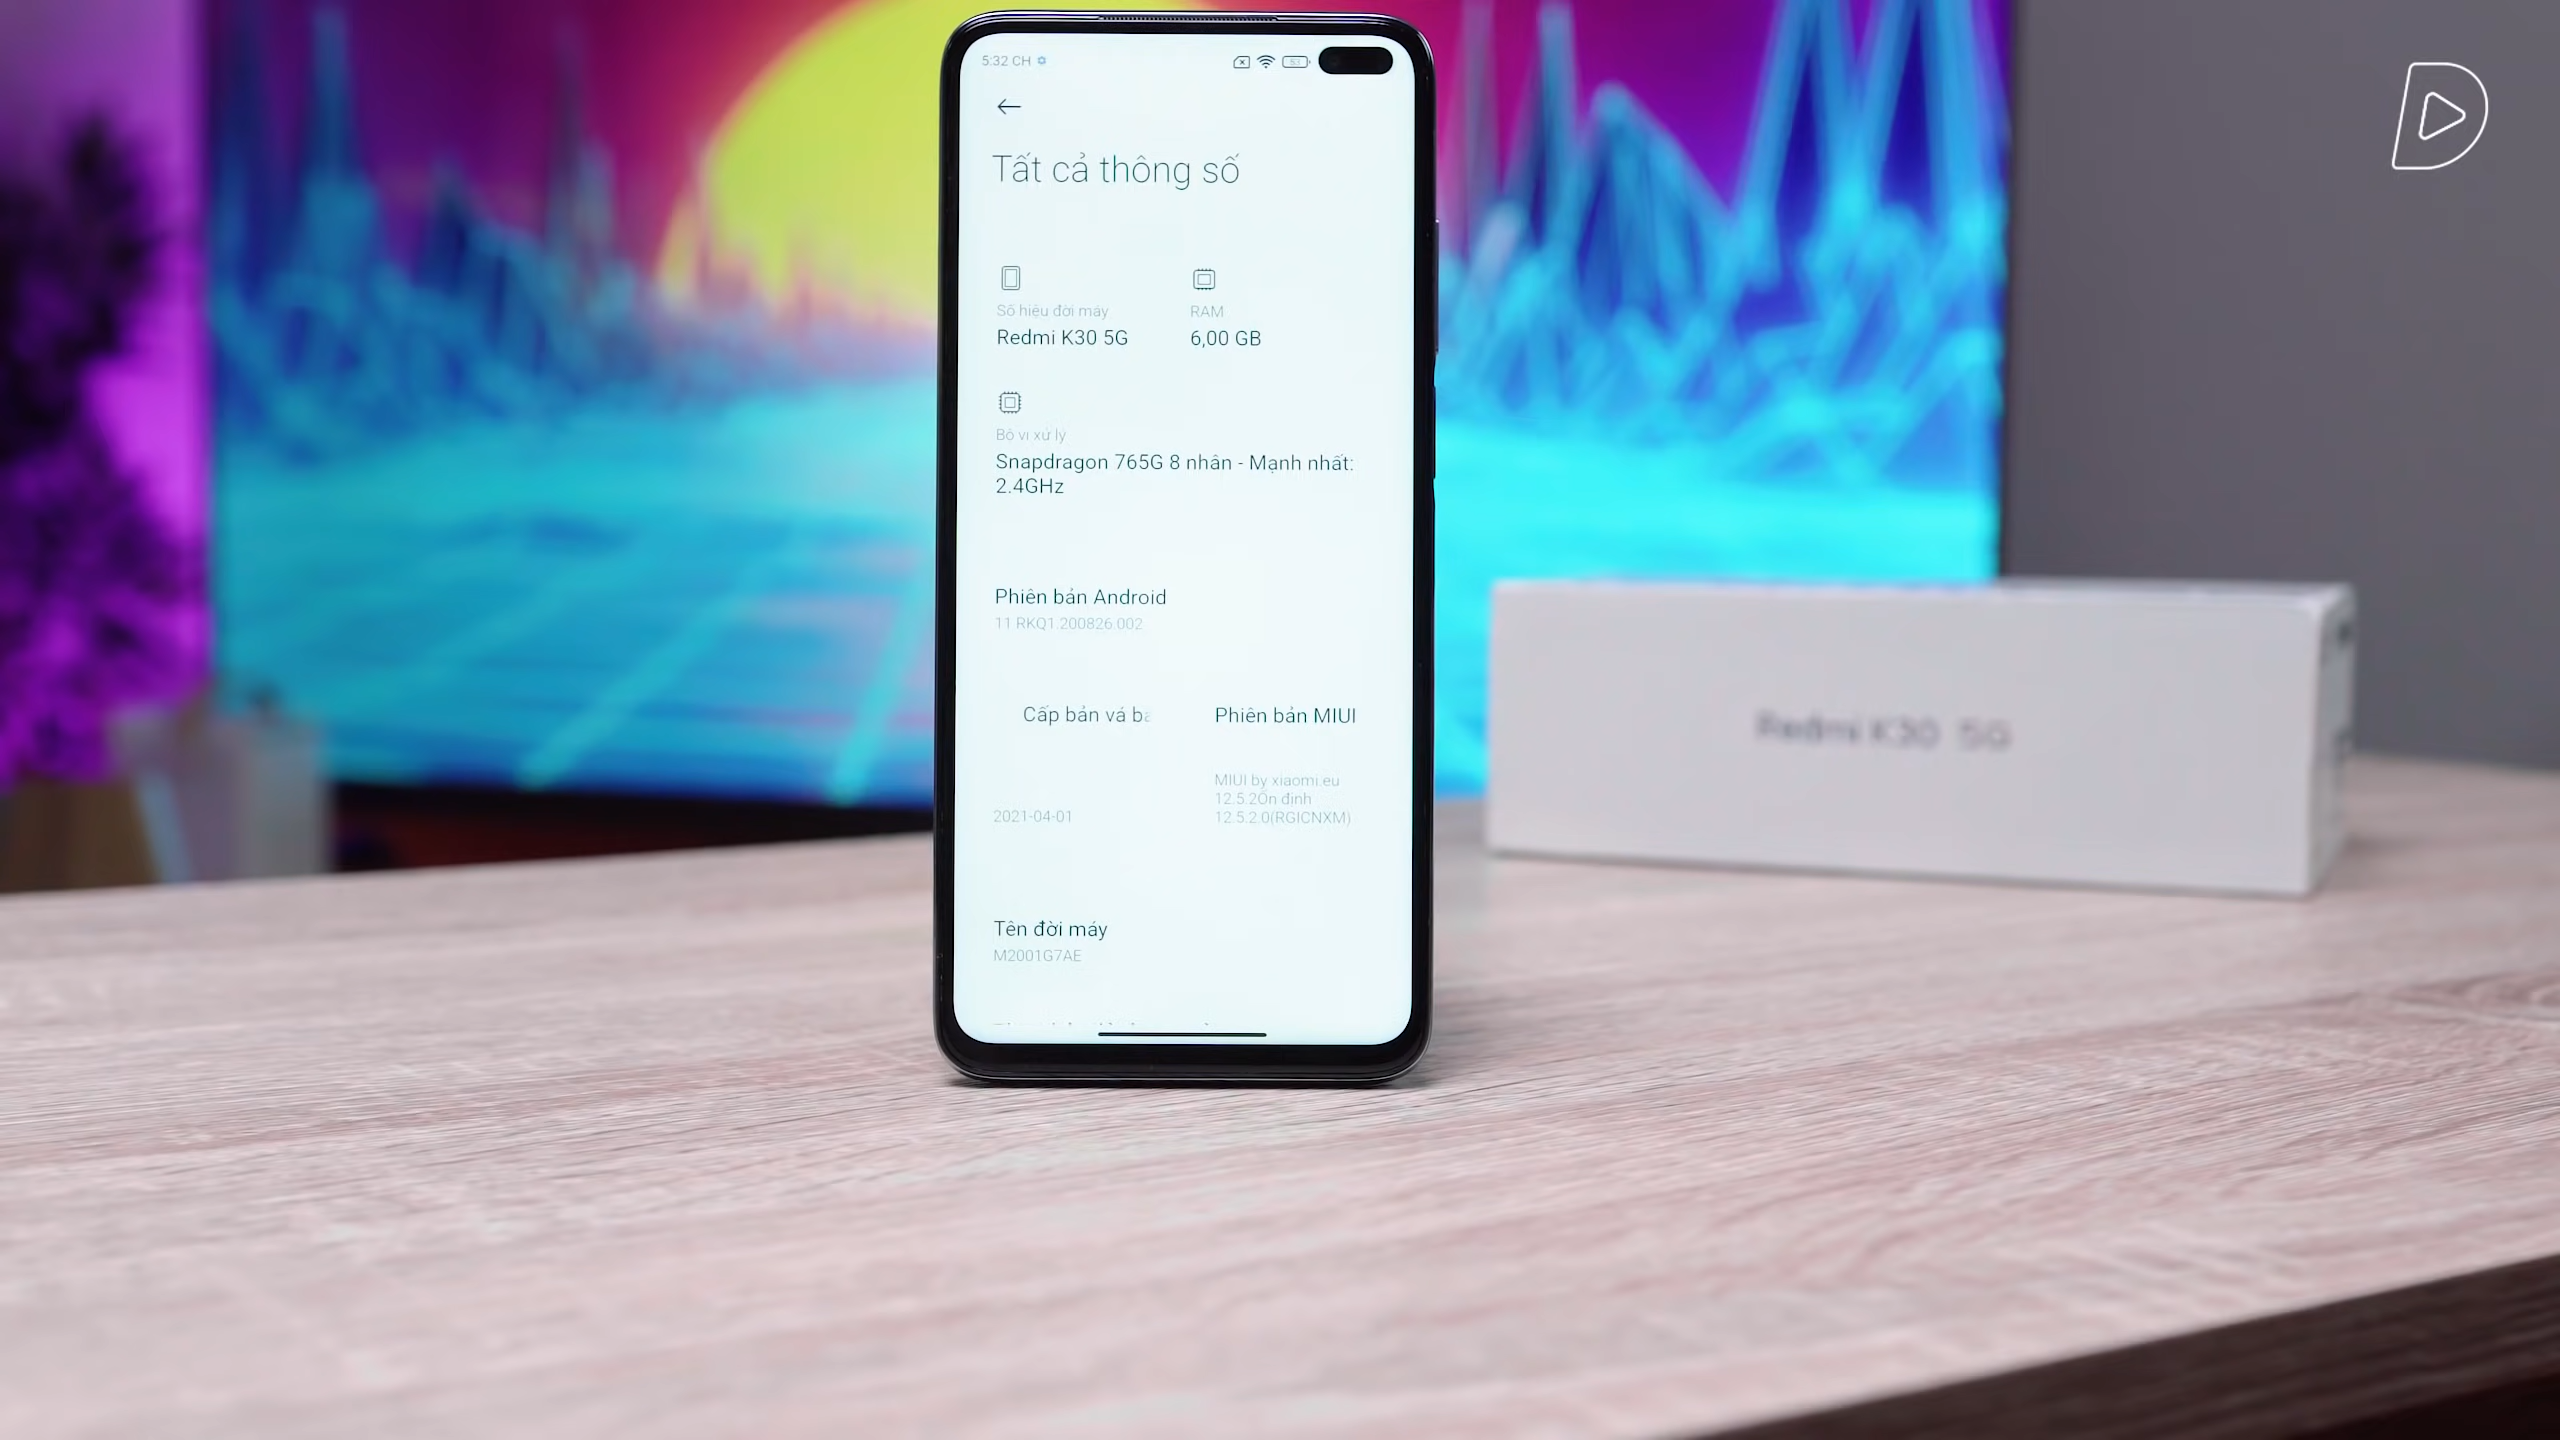 5:32 CH
53
Tất cả thông số
Số hiệu đời máy
Redmi K30 5G
RAM
6,00 GB
Bộ vi xử lý
Snapdragon 765G 8 nhân - Mạnh nhất:
2.4GHz
Phiên bản Android
11 RKQ1.200826.002
Cấp bản vá
2021-04-01
Phiên bản MIUI
MIUI by xiaomi.eu
12.5.2Ổn định
12.5.2.0(RGICNXM)
Tên đời máy
M2001G7AE
Redmi K30 5G